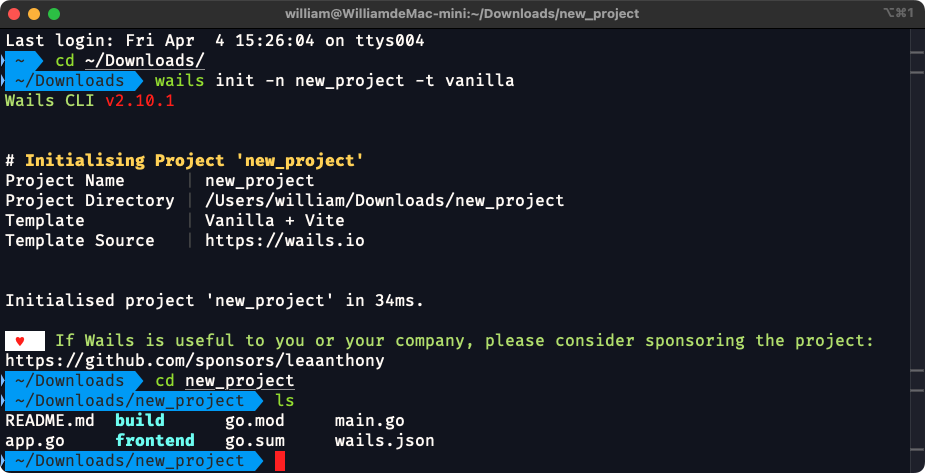 william@WilliamdeMac-mini:~/Downloads/new_project ⌥⌘1
Last login: Fri Apr  4 15:26:04 on ttys004
~ cd ~/Downloads/
~/Downloads wails init -n new_project -t vanilla
Wails CLI v2.10.1
# Initialising Project 'new_project'
Project Name | new_project
Project Directory | /Users/william/Downloads/new_project
Template | Vanilla + Vite
Template Source | https://wails.io
Initialised project 'new_project' in 34ms.
♥ If Wails is useful to you or your company, please consider sponsoring the project:
https://github.com/sponsors/leaanthony
~/Downloads cd new_project
~/Downloads/new_project ls
README.md build go.mod main.go
app.go frontend go.sum wails.json
~/Downloads/new_project